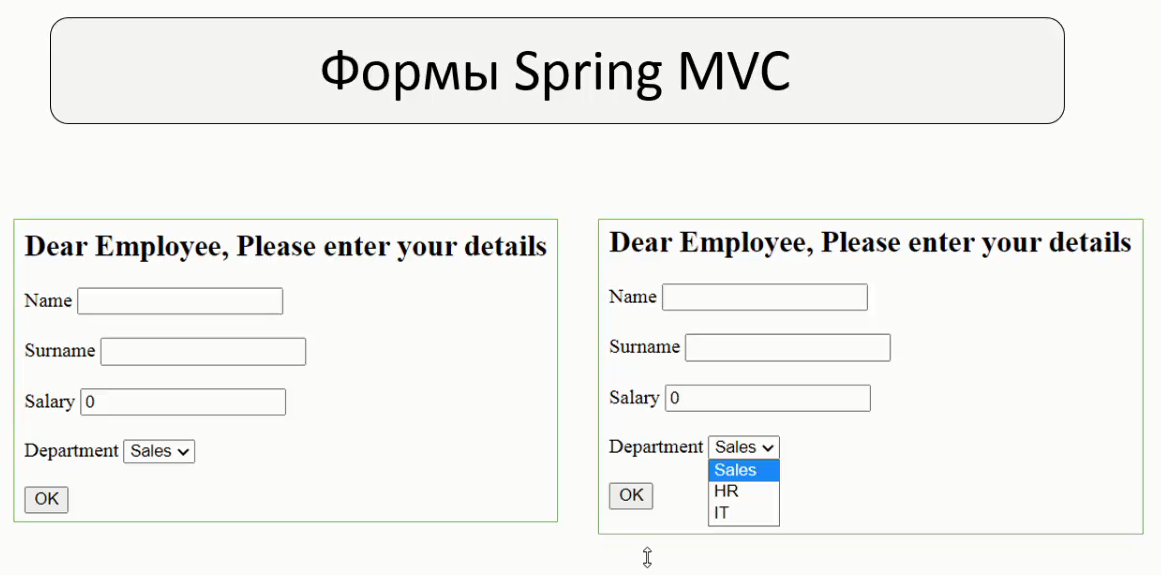 Формы Spring MVC
Dear Employee, Please enter your details
Name
Surname
Salary 0
Department Sales
OK
Dear Employee, Please enter your details
Name
Surname
Salary 0
Department Sales
Sales
HR
IT
OK